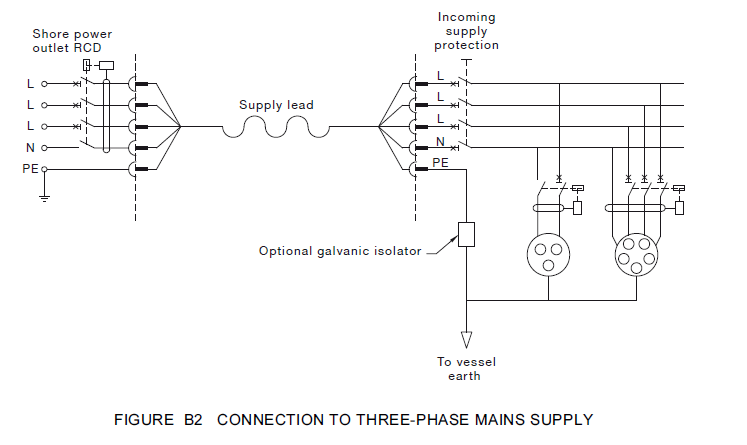 Shore power
outlet RCD
Incoming
supply
protection
L
L
L
N
PE
Supply lead
L
L
L
N
PE
Optional galvanic isolator
To vessel
earth
FIGURE B2 CONNECTION TO THREE-PHASE MAINS SUPPLY